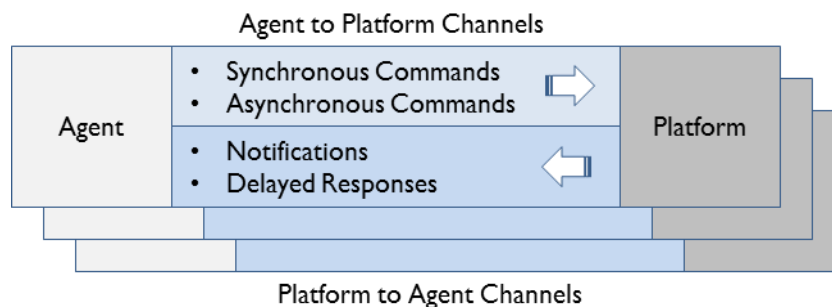 Agent to Platform Channels
Agent
• Synchronous Commands
• Asynchronous Commands
• Notifications
• Delayed Responses
Platform
Platform to Agent Channels